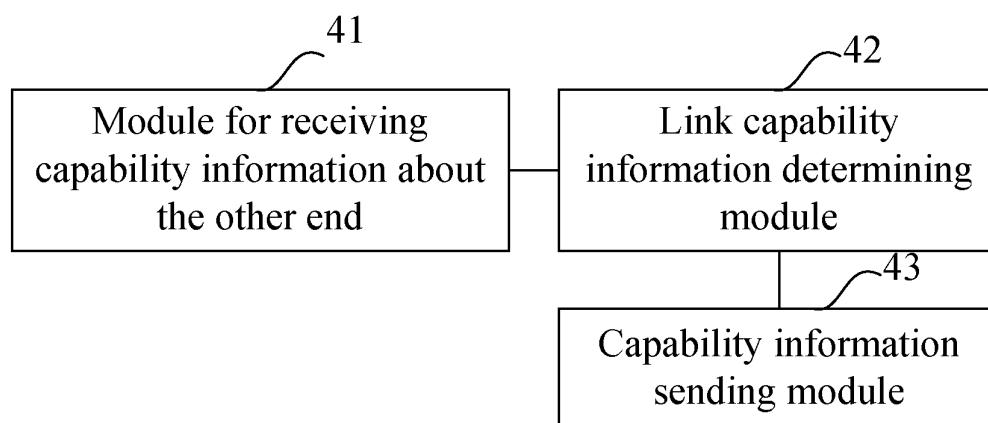 41
Module for receiving
capability information about
the other end
42
Link capability
information determining
module
43
Capability information
sending module